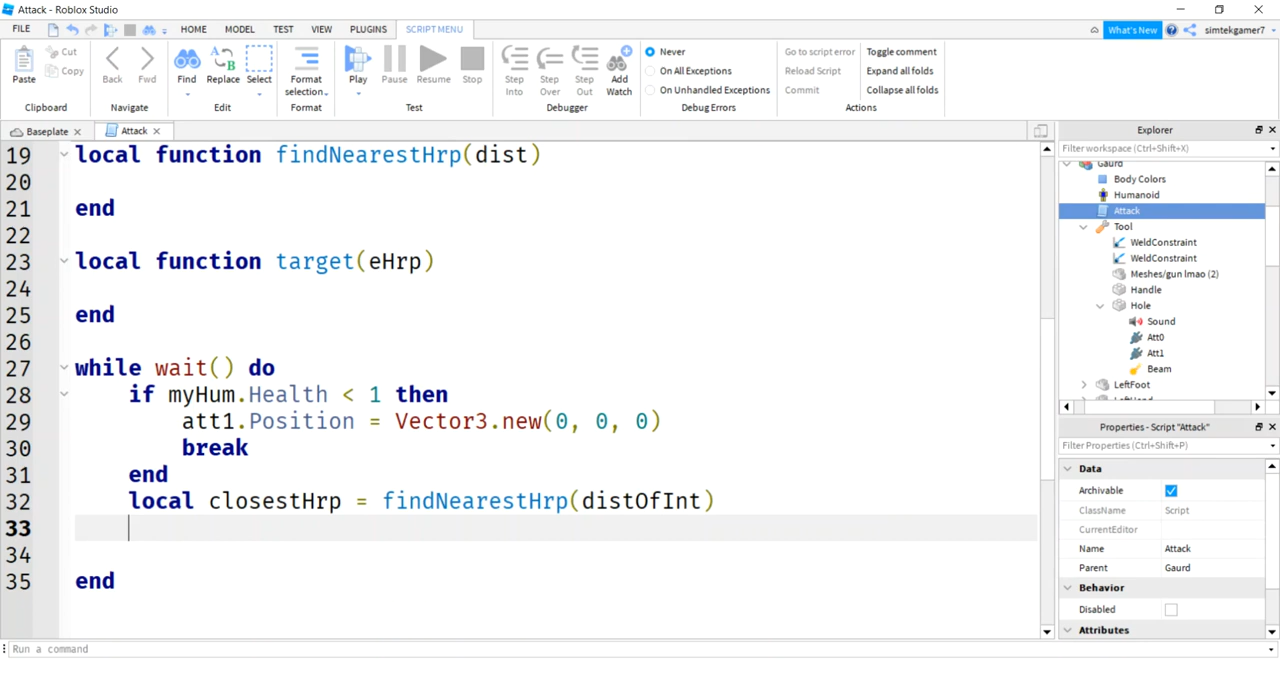 Attack - Roblox Studio
FILE HOME MODEL TEST VIEW PLUGINS SCRIPT MENU What's New simtekgamer7
Paste Cut Copy Back Fwd Find Replace Select Format selection Play Pause Resume Stop Step Into Step Over Step Out Add Watch
Never
On All Exceptions
On Unhandled Exceptions
Go to script error
Reload Script
Commit
Toggle comment
Expand all folds
Collapse all folds
Clipboard Navigate Edit Format Test Debugger Debug Errors Actions
Baseplate Attack
19 local function findNearestHrp(dist)
20
21 end
22
23 local function target(eHrp)
24
25 end
26
27 while wait() do
28 if myHum.Health < 1 then
29 att1.Position = Vector3.new(0, 0, 0)
30 break
31 end
32 local closestHrp = findNearestHrp(distOfInt)
33
34
35 end
Explorer
Filter workspace (Ctrl+Shift+X)
Gaurd
Body Colors
Humanoid
Attack
Tool
WeldConstraint
WeldConstraint
Meshes/gun lmao (2)
Handle
Hole
Sound
Att0
Att1
Beam
LeftFoot
Properties - Script "Attack"
Filter Properties (Ctrl+Shift+P)
Data
Archivable
ClassName Script
CurrentEditor
Name Attack
Parent Gaurd
Behavior
Disabled
Attributes
Run a command